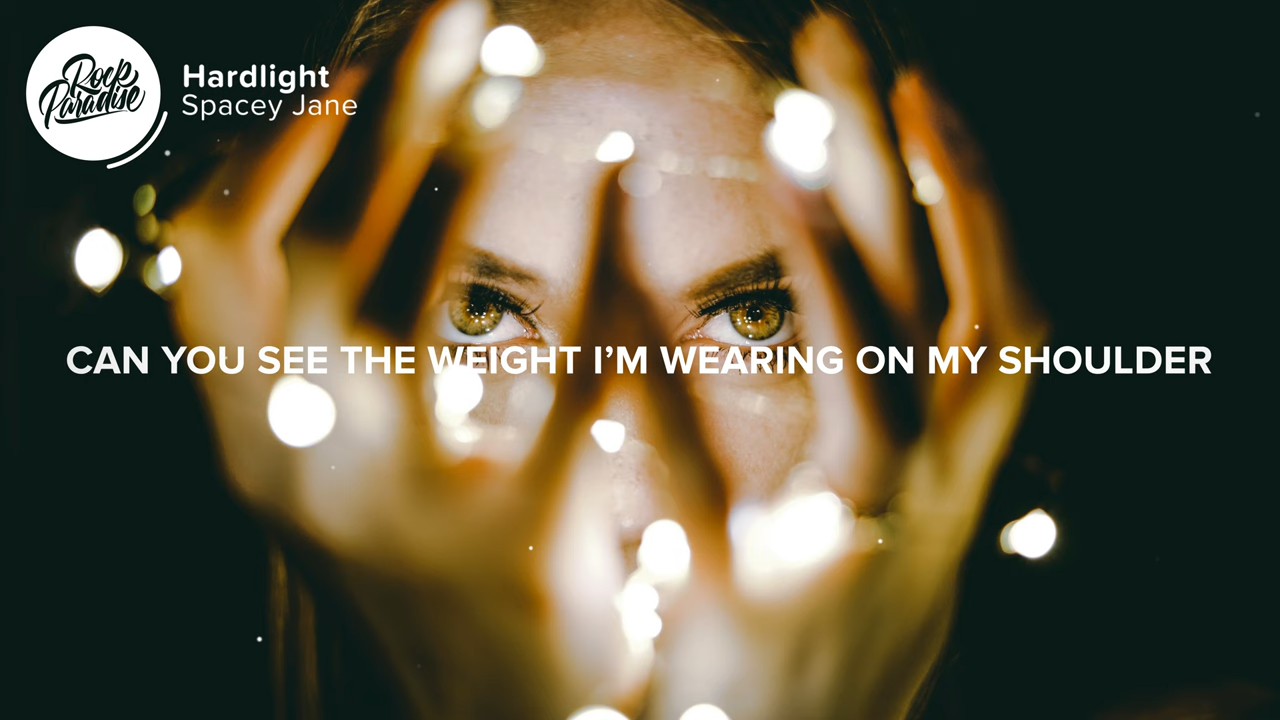 Rock
Paradise
Hardlight
Spacey Jane
CAN YOU SEE THE WEIGHT I’M WEARING ON MY SHOULDER